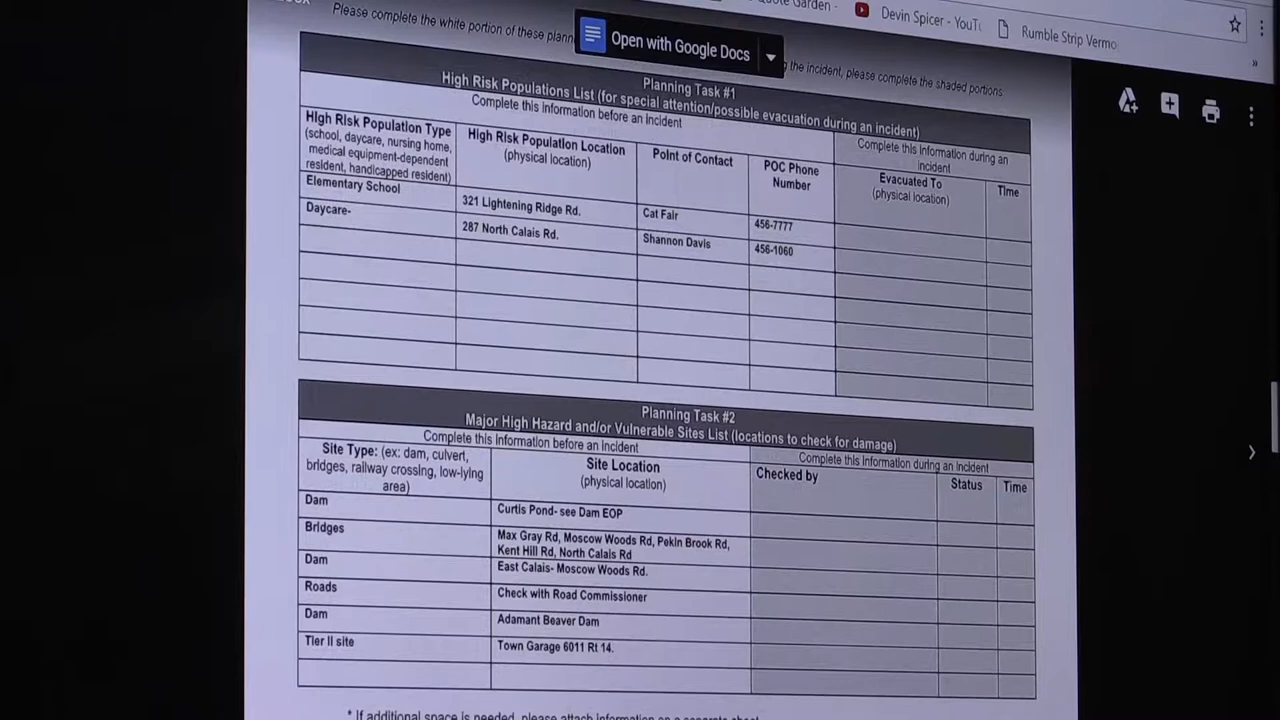 Quote Garden -
Devin Spicer - YouTu
Rumble Strip Vermo
Please complete the white portion of these plann
Open with Google Docs
g the incident, please complete the shaded portions.
Planning Task #1
High Risk Populations List (for special attention/possible evacuation during an incident)
Complete this Information before an Incident
Complete this Information during an
Incident
High Risk Population Type
(school, daycare, nursing home,
medical equipment-dependent
resident, handicapped resident)
High Risk Population Location
(physical location)
Point of Contact
POC Phone
Number
Evacuated To
(physical location)
Time
Elementary School
321 Lightening Ridge Rd.
Cat Fair
456-7777
Daycare-
287 North Calais Rd.
Shannon Davis
456-1060
Planning Task #2
Major High Hazard and/or Vulnerable Sites List (locations to check for damage)
Complete this Information before an Incident
Complete this Information during an Incident
Site Type: (ex: dam, culvert,
bridges, railway crossing, low-lying
area)
Site Location
(physical location)
Checked by
Status
Time
Dam
Curtis Pond- see Dam EOP
Bridges
Max Gray Rd, Moscow Woods Rd, Pekin Brook Rd,
Kent Hill Rd, North Calais Rd
Dam
East Calais- Moscow Woods Rd.
Roads
Check with Road Commissioner
Dam
Adamant Beaver Dam
Tier II site
Town Garage 6011 Rt 14.
* If additional space is needed, please attach information on a separate sheet